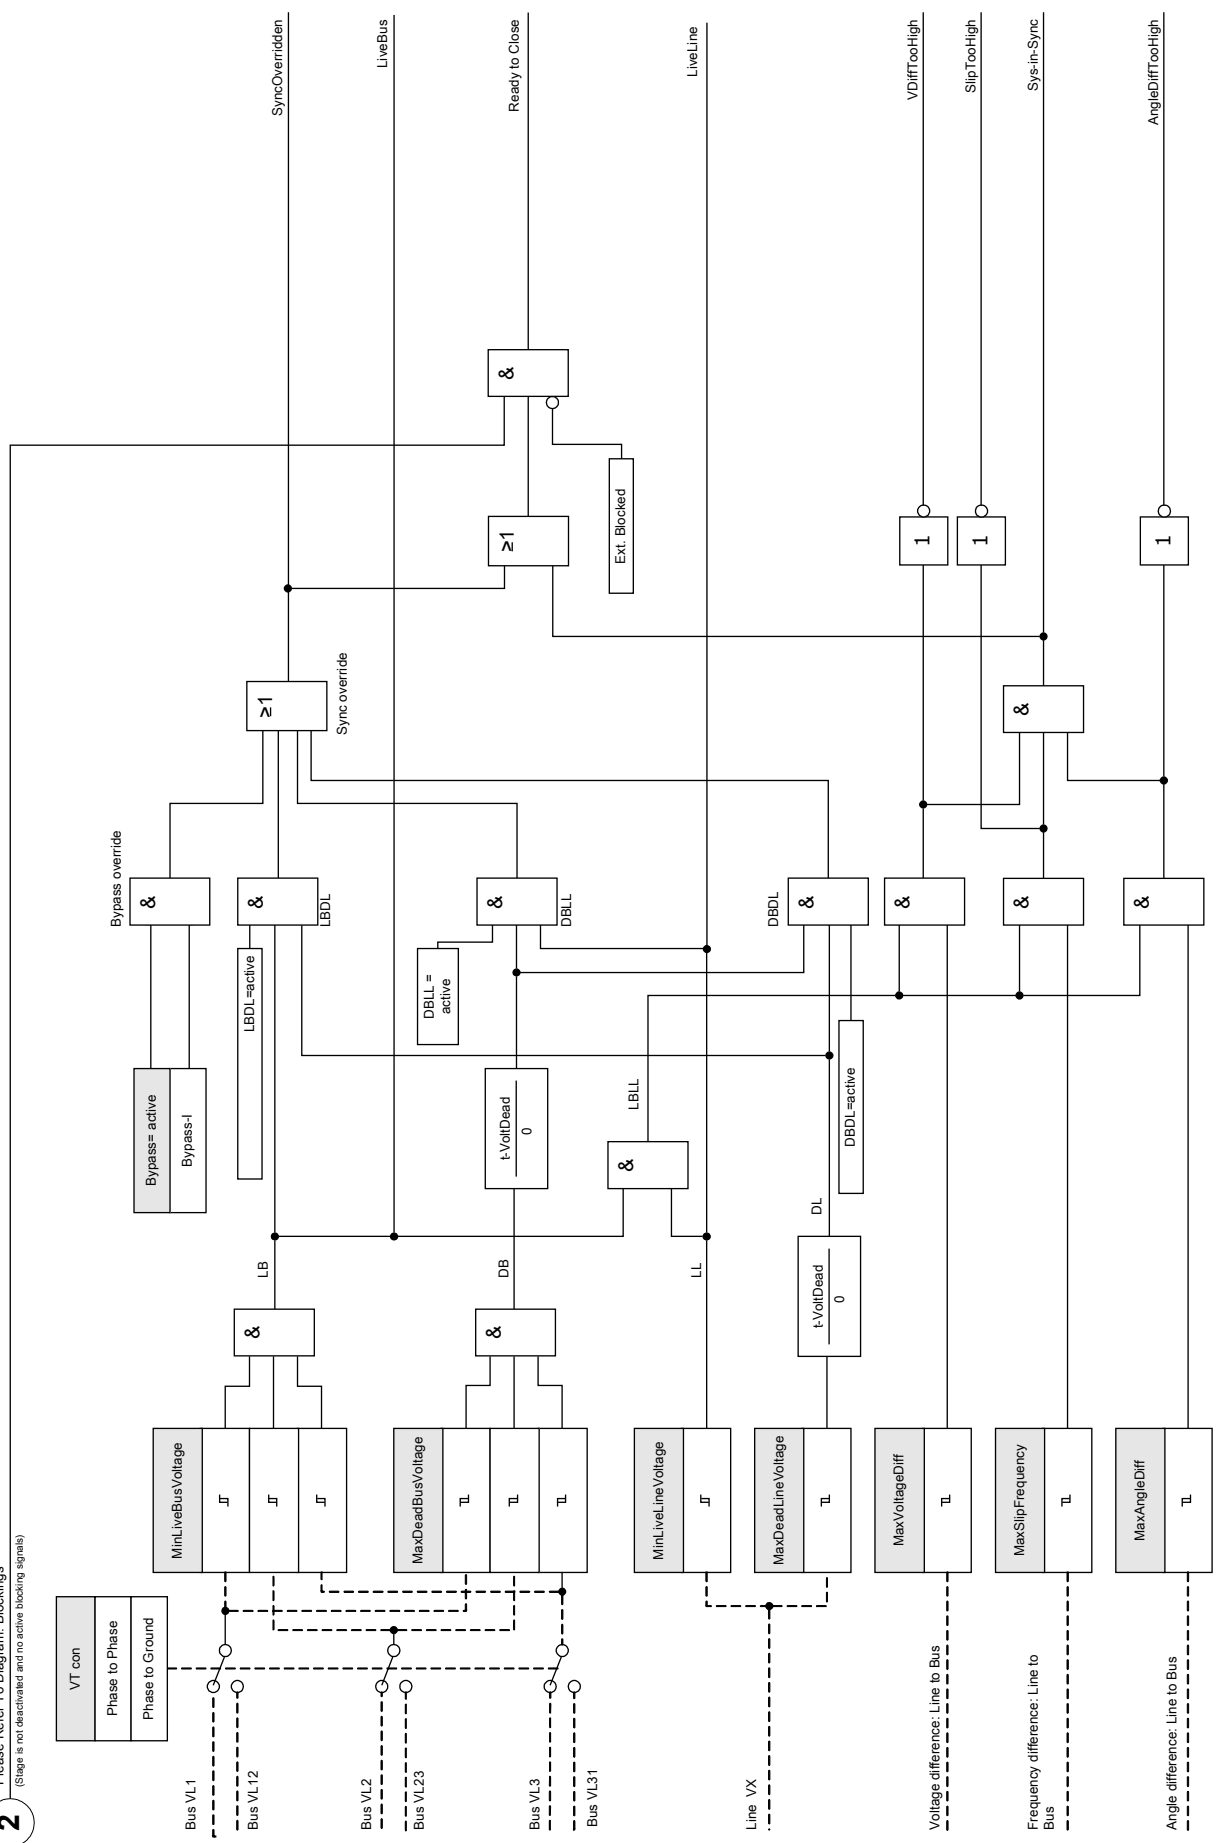 2
Please Refer To Diagram: Blockings
(Stage is not deactivated and no active blocking signals)
VT con
Phase to Phase
Phase to Ground
Bus VL1
Bus VL12
Bus VL2
Bus VL23
Bus VL3
Bus VL31
Line VX
Voltage difference: Line to Bus
Frequency difference: Line to
Bus
Angle difference: Line to Bus
MinLiveBusVoltage
MaxDeadBusVoltage
MinLiveLineVoltage
MaxDeadLineVoltage
MaxVoltageDiff
MaxSlipFrequency
MaxAngleDiff
&
&
t-VoltDead
0
LB
DB
LL
DL
Bypass= active
Bypass-I
LBDL=active
t-VoltDead
0
&
LBLL
DBLL =
active
DBDL=active
Bypass override
&
&
LBDL
&
DBLL
DBDL
&
&
&
&
≥1
Sync override
&
≥1
Ext. Blocked
1
1
1
&
SyncOverridden
LiveBus
Ready to Close
LiveLine
VDiffTooHigh
SlipTooHigh
Sys-in-Sync
AngleDiffTooHigh